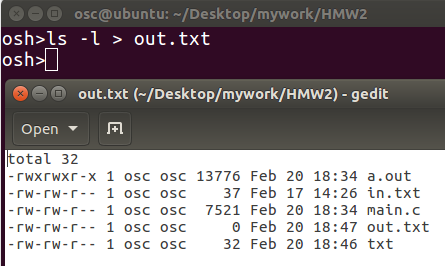 osc@ubuntu: ~/Desktop/mywork/HMW2
osh>ls -l > out.txt
osh>
out.txt (~/Desktop/mywork/HMW2) - gedit
Open
total 32
-rwxrwxr-x 1 osc osc 13776 Feb 20 18:34 a.out
-rw-rw-r-- 1 osc osc    37 Feb 17 14:26 in.txt
-rw-rw-r-- 1 osc osc  7521 Feb 20 18:34 main.c
-rw-rw-r-- 1 osc osc     0 Feb 20 18:47 out.txt
-rw-rw-r-- 1 osc osc    32 Feb 20 18:46 txt